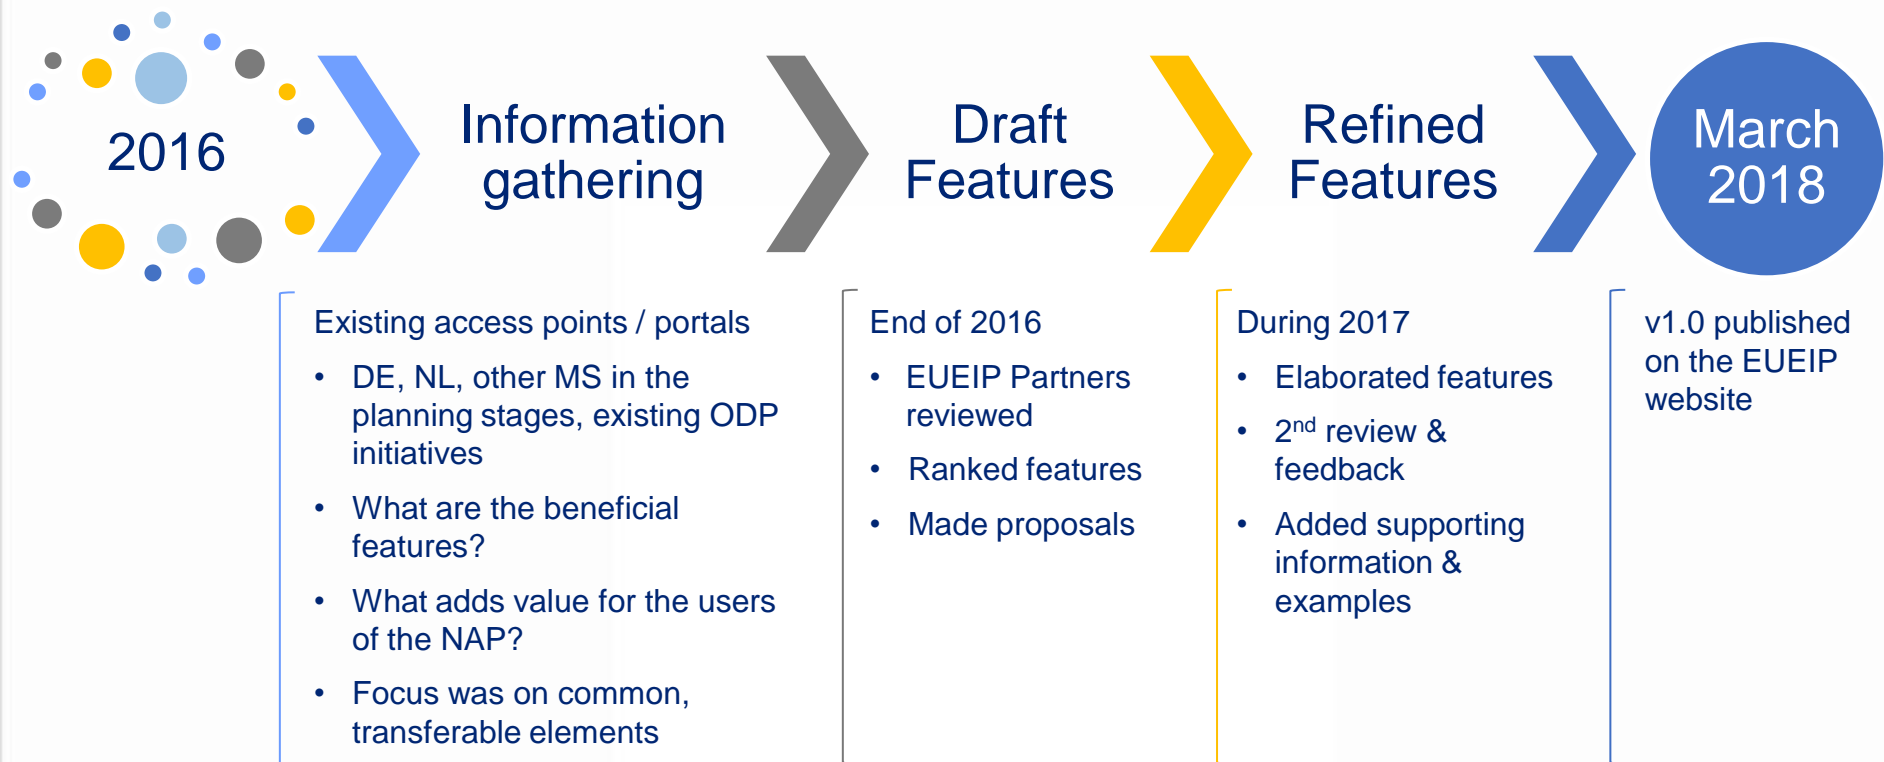 2016
Information
gathering
Draft
Features
Refined
Features
March
2018
Existing access points / portals
• DE, NL, other MS in the
planning stages, existing ODP
initiatives
• What are the beneficial
features?
• What adds value for the users
of the NAP?
• Focus was on common,
transferable elements
End of 2016
• EUEIP Partners
reviewed
• Ranked features
• Made proposals
During 2017
• Elaborated features
• 2nd review &
feedback
• Added supporting
information &
examples
v1.0 published
on the EUEIP
website